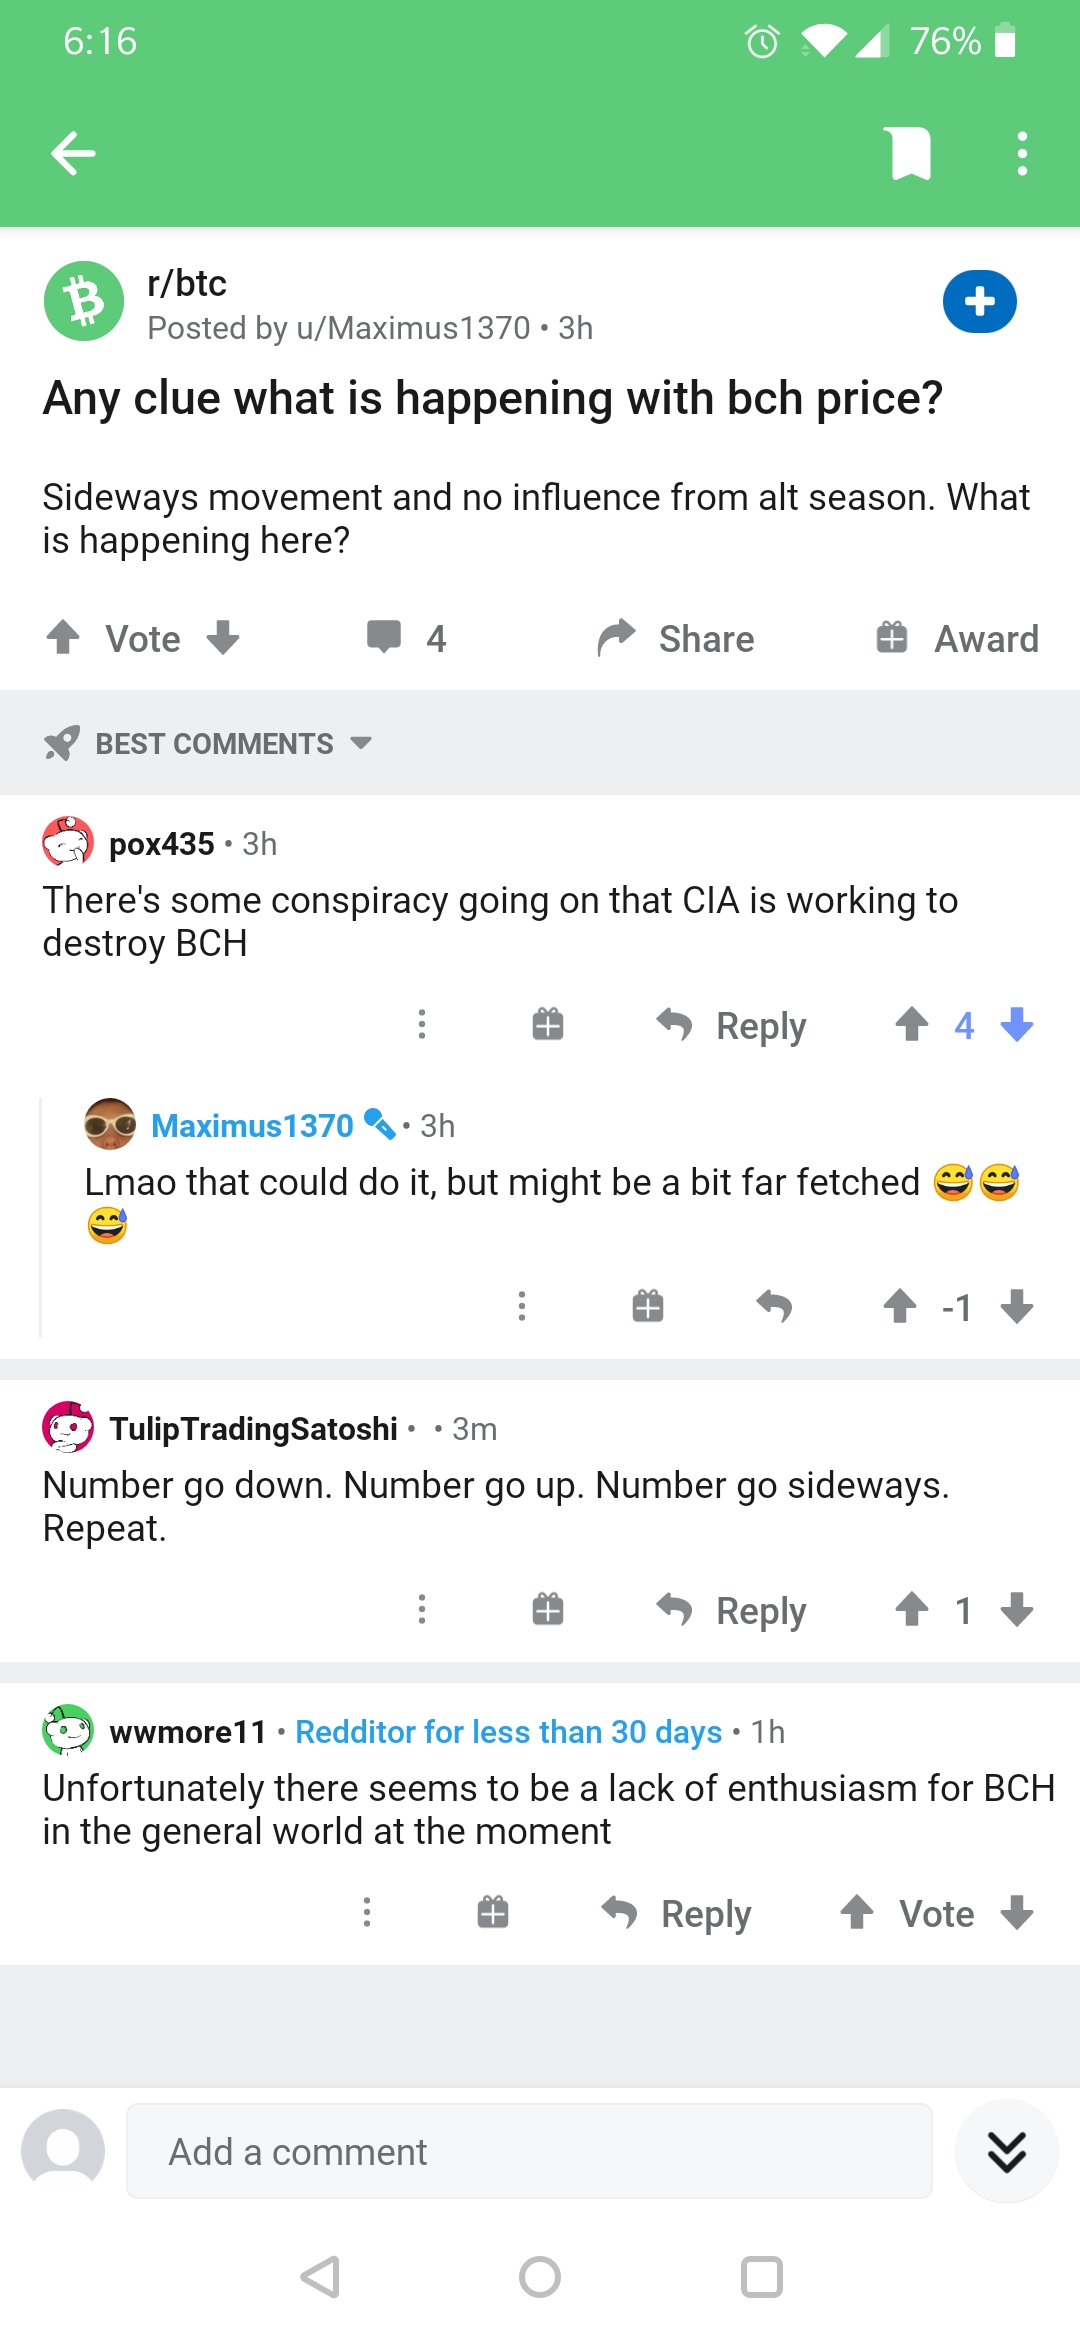 6:16
76%
r/btc
Posted by u/Maximus1370 • 3h
Any clue what is happening with bch price?
Sideways movement and no influence from alt season. What
is happening here?
Vote
4
Share
Award
BEST COMMENTS
pox435 • 3h
There's some conspiracy going on that CIA is working to
destroy BCH
Reply
4
Maximus1370 • 3h
Lmao that could do it, but might be a bit far fetched 😅😅
😅
-1
TulipTradingSatoshi • • 3m
Number go down. Number go up. Number go sideways.
Repeat.
Reply
1
wwmore11 • Redditor for less than 30 days • 1h
Unfortunately there seems to be a lack of enthusiasm for BCH
in the general world at the moment
Reply
Vote
Add a comment